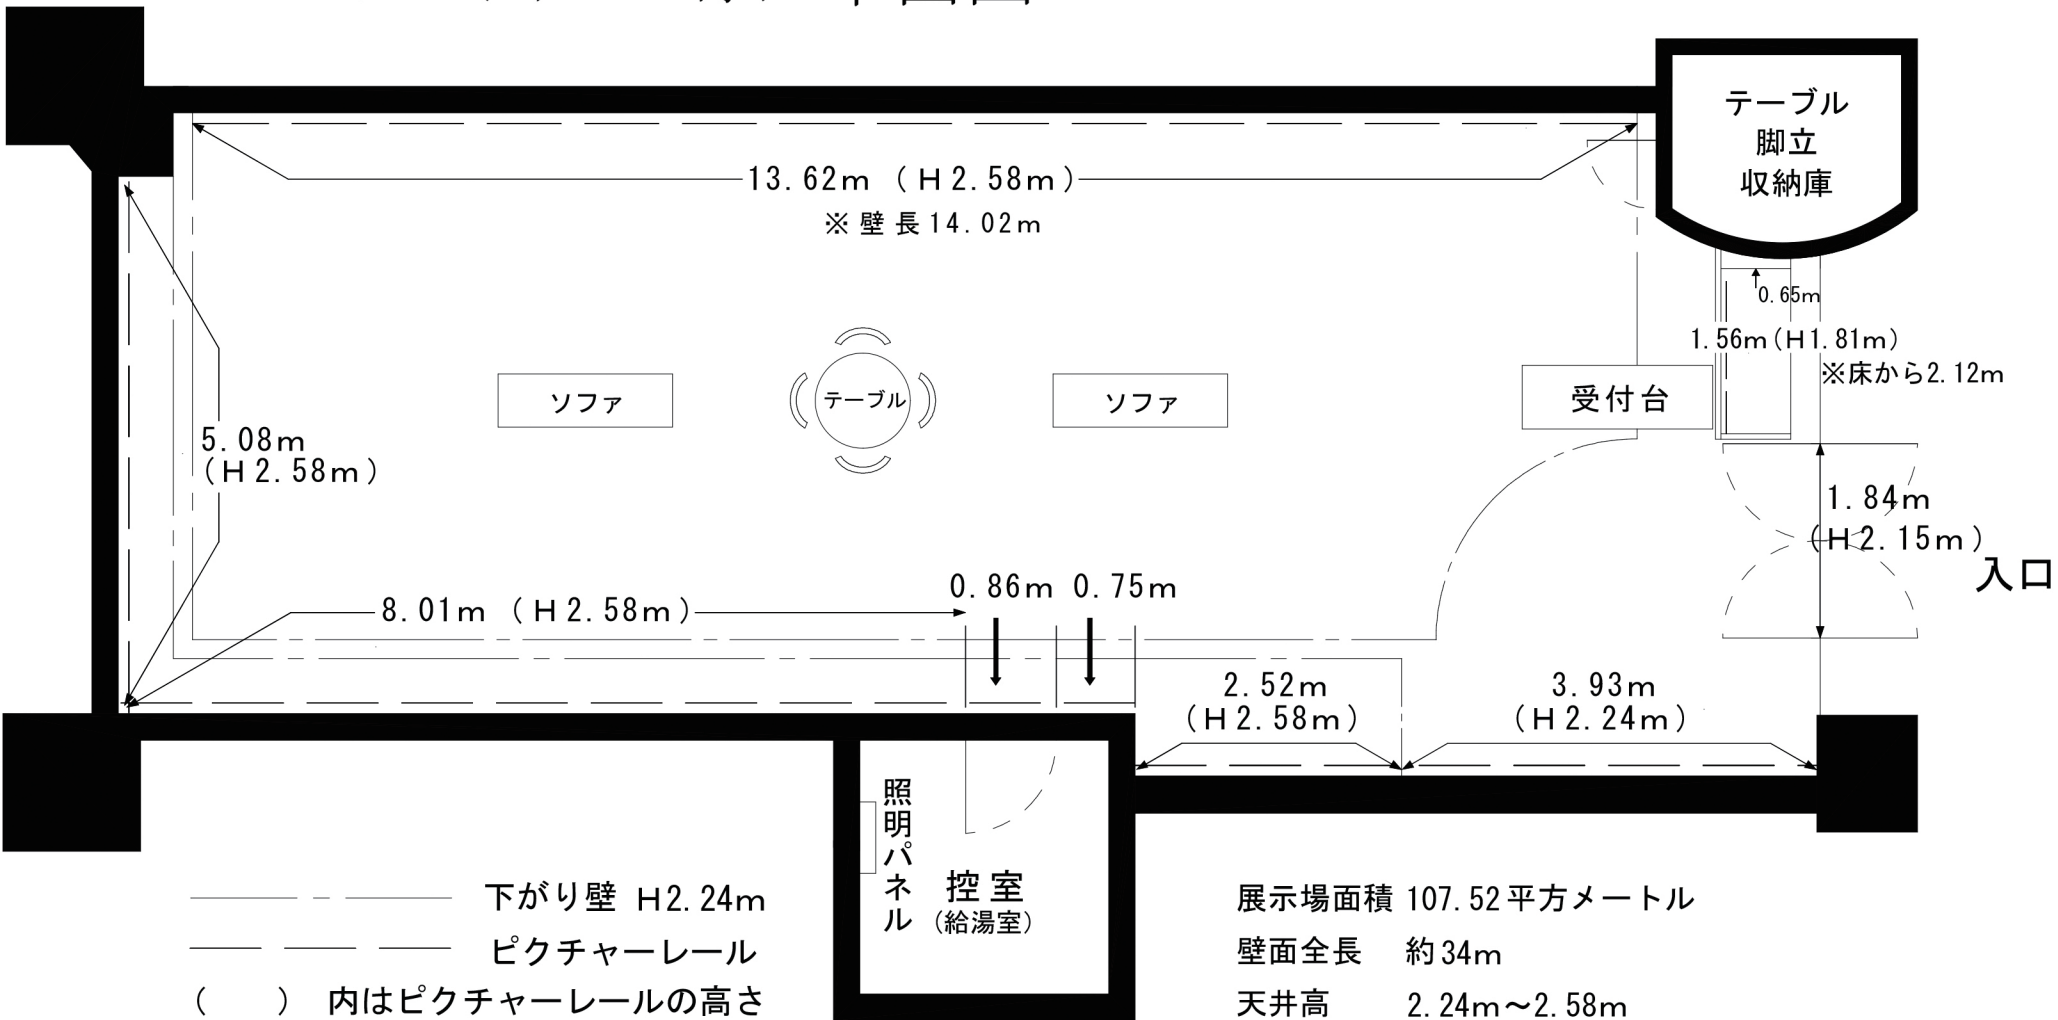 テーブル
脚立
収納庫
13.62m (H2.58m)
※壁長14.02m
0.65m
1.56m(H1.81m)
※床から2.12m
ソファ
テーブル
ソファ
受付台
5.08m
(H2.58m)
1.84m
(H2.15m)
入口
8.01m (H2.58m)
0.86m
0.75m
2.52m
(H2.58m)
3.93m
(H2.24m)
照明パネル
控室
(給湯室)
下がり壁 H2.24m
ピクチャーレール
(　　) 内はピクチャーレールの高さ
展示場面積 107.52平方メートル
壁面全長 約34m
天井高 2.24m～2.58m